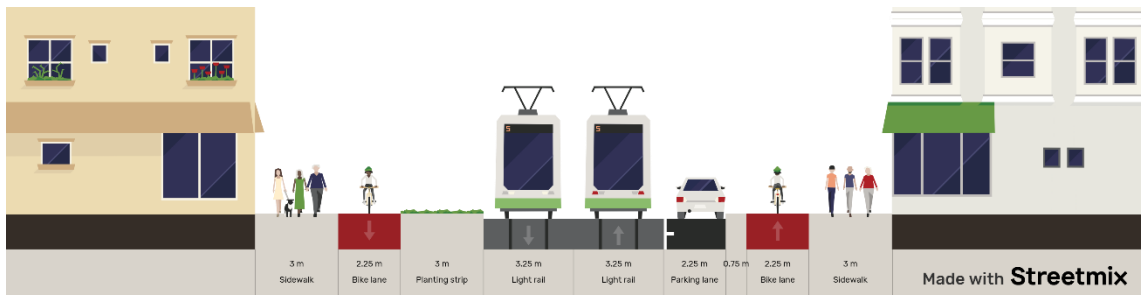 S
S
3 m
Sidewalk
2.25 m
Bike lane
3 m
Planting strip
3.25 m
Light rail
3.25 m
Light rail
2.25 m
Parking lane
0.75 m
2.25 m
Bike lane
3 m
Sidewalk
Made with Streetmix